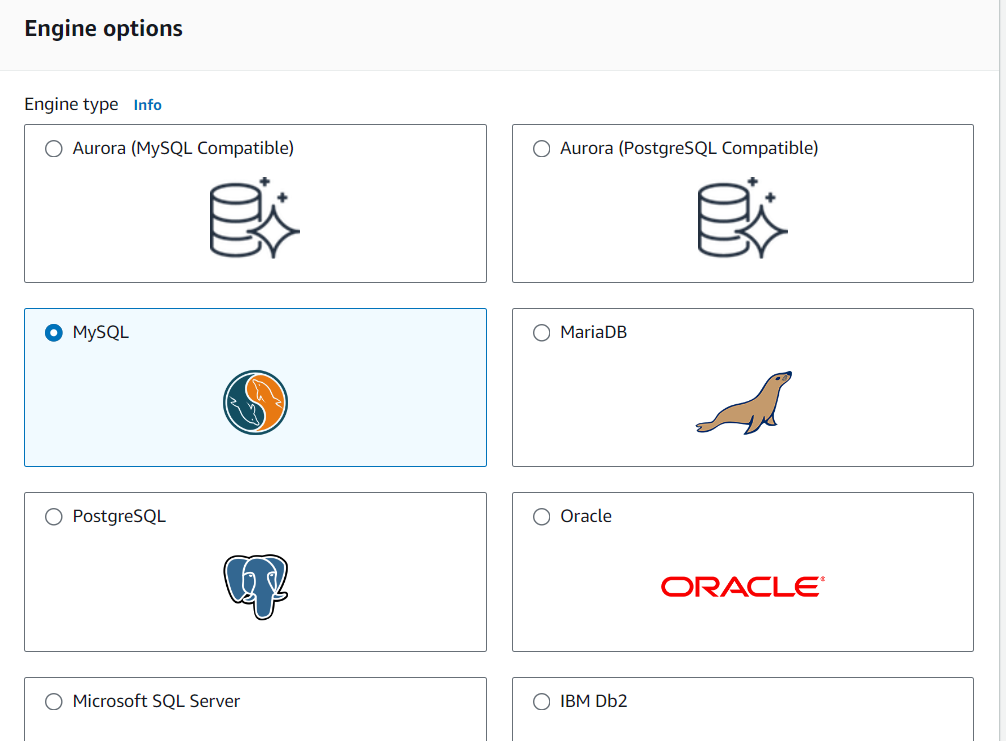 Engine options
Engine type Info
Aurora (MySQL Compatible)
Aurora (PostgreSQL Compatible)
MySQL
MariaDB
PostgreSQL
Oracle
ORACLE®
Microsoft SQL Server
IBM Db2